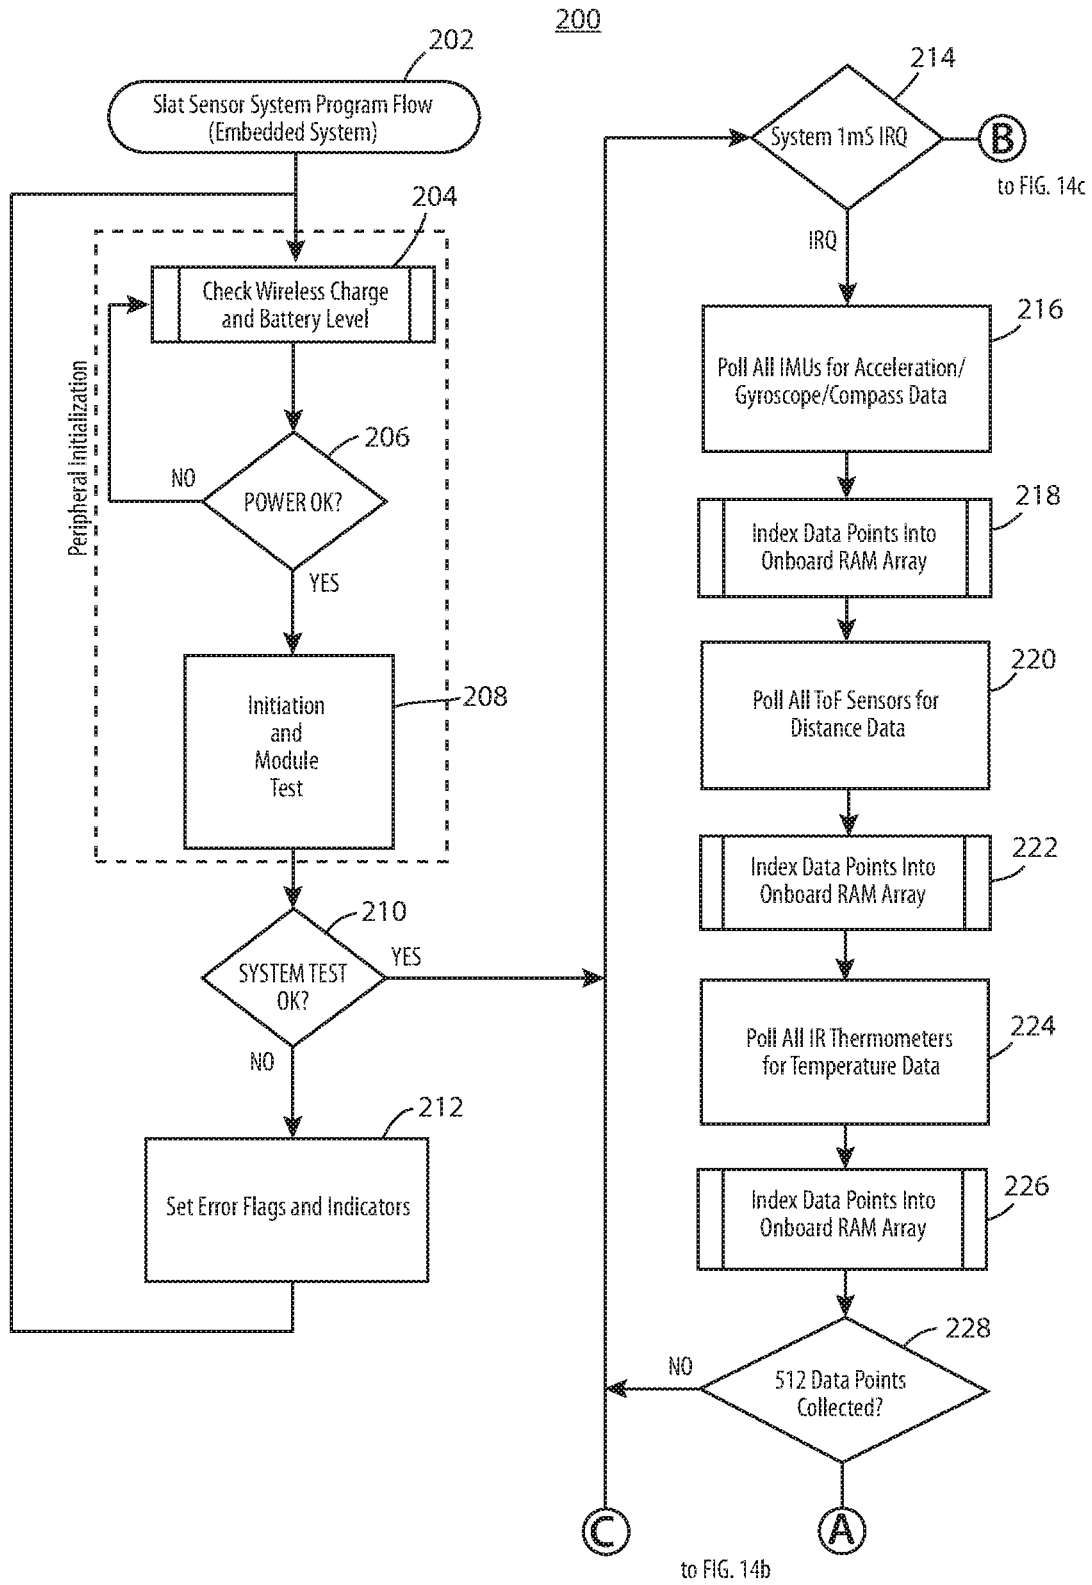 200
202
Slat Sensor System Program Flow
(Embedded System)
204
Check Wireless Charge
and Battery Level
Peripheral Initialization
206
POWER OK?
NO
YES
208
Initiation
and
Module
Test
210
SYSTEM TEST
OK?
YES
NO
212
Set Error Flags and Indicators
214
System 1mS IRQ
B
to FIG. 14c
IRQ
216
Poll All IMUs for Acceleration/
Gyroscope/Compass Data
218
Index Data Points Into
Onboard RAM Array
220
Poll All ToF Sensors for
Distance Data
222
Index Data Points Into
Onboard RAM Array
224
Poll All IR Thermometers
for Temperature Data
226
Index Data Points Into
Onboard RAM Array
228
512 Data Points
Collected?
NO
C
A
to FIG. 14b